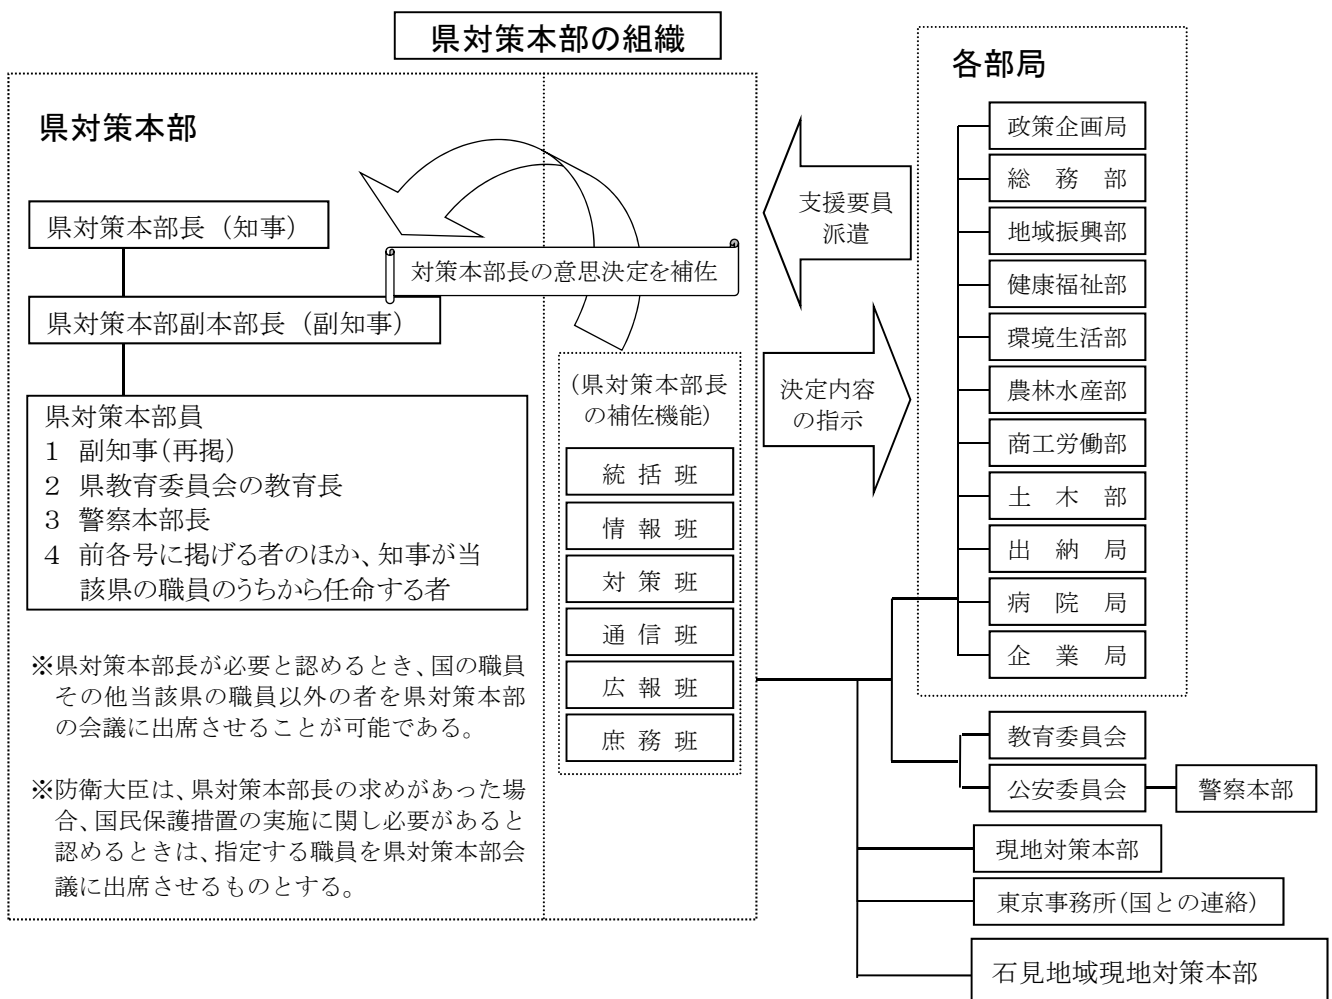 県対策本部の組織
県対策本部
県対策本部長（知事）
対策本部長の意思決定を補佐
県対策本部副本部長（副知事）
県対策本部員
1　副知事（再掲）
2　県教育委員会の教育長
3　警察本部長
4　前各号に掲げる者のほか、知事が当
該県の職員のうちから任命する者
※県対策本部長が必要と認めるとき、国の職員
その他当該県の職員以外の者を県対策本部
の会議に出席させることが可能である。
※防衛大臣は、県対策本部長の求めがあった場
合、国民保護措置の実施に関し必要があると
認めるときは、指定する職員を県対策本部会
議に出席させるものとする。
（県対策本部長
の補佐機能）
統 括 班
情 報 班
対 策 班
通 信 班
広 報 班
庶 務 班
支援要員
派遣
決定内容
の指示
各部局
政策企画局
総　務　部
地域振興部
健康福祉部
環境生活部
農林水産部
商工労働部
土　木　部
出　納　局
病　院　局
企　業　局
教育委員会
公安委員会
警察本部
現地対策本部
東京事務所（国との連絡）
石見地域現地対策本部